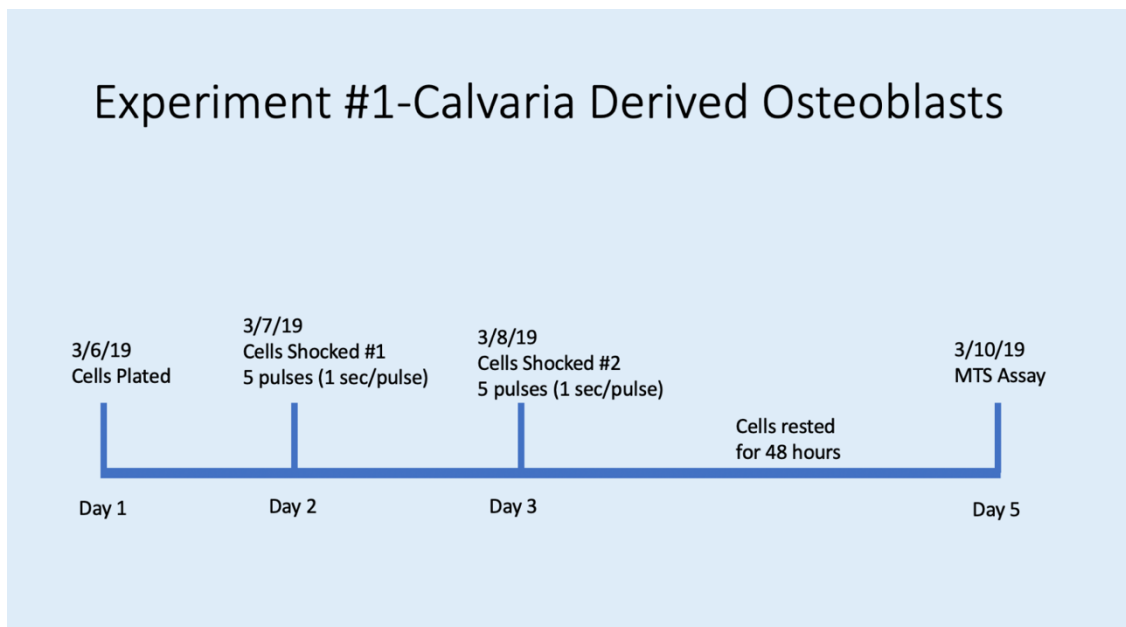 Experiment #1-Calvaria Derived Osteoblasts
3/6/19
Cells Plated
3/7/19
Cells Shocked #1
5 pulses (1 sec/pulse)
3/8/19
Cells Shocked #2
5 pulses (1 sec/pulse)
Cells rested
for 48 hours
3/10/19
MTS Assay
Day 1
Day 2
Day 3
Day 5